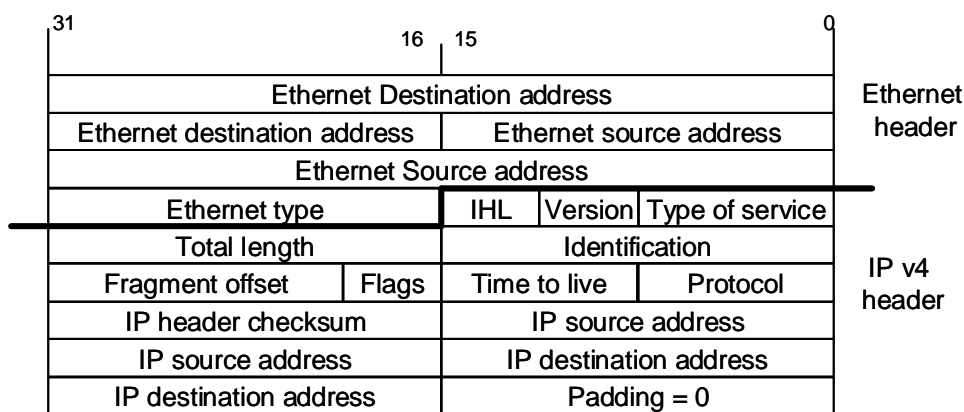 31 16 15 0
Ethernet Destination address
Ethernet header
Ethernet destination address Ethernet source address
Ethernet Source address
Ethernet type IHL Version Type of service
Total length Identification
IP v4 header
Fragment offset Flags Time to live Protocol
IP header checksum IP source address
IP source address IP destination address
IP destination address Padding = 0